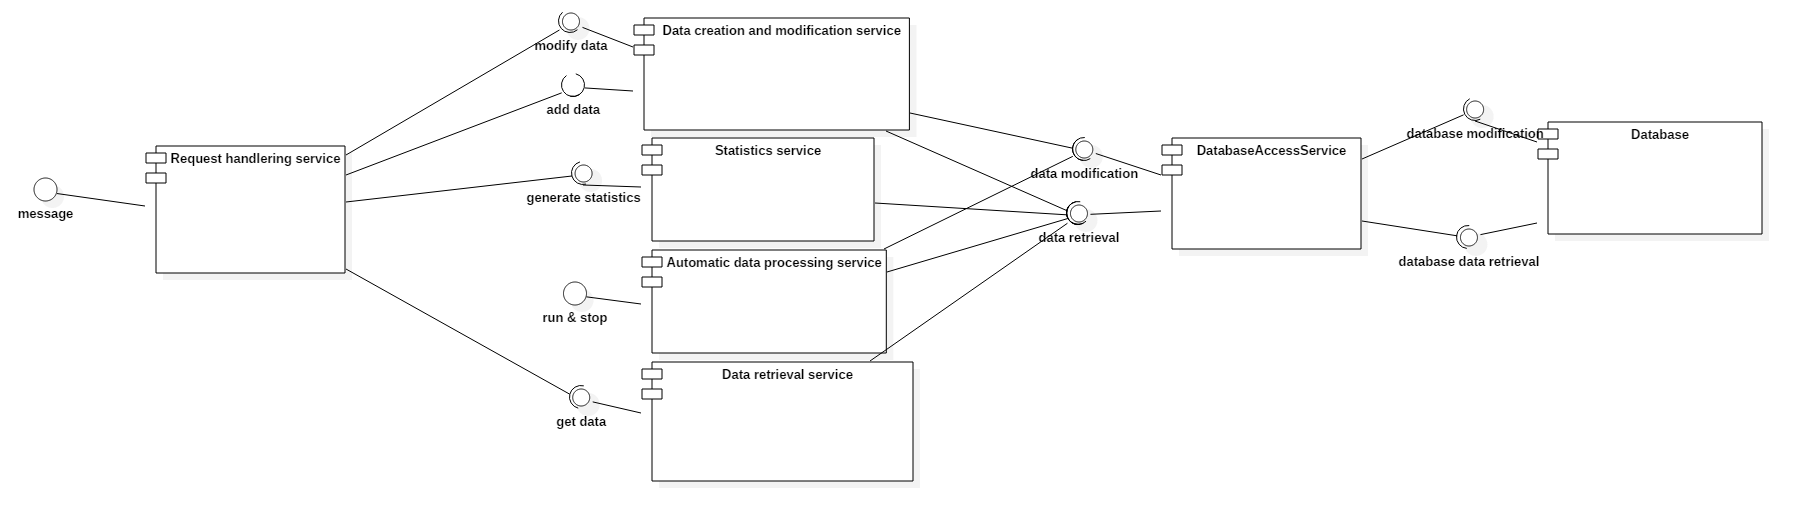 message
Request handlering service
modify data
add data
generate statistics
run & stop
get data
Data creation and modification service
Statistics service
Automatic data processing service
Data retrieval service
data modification
data retrieval
DatabaseAccessService
database modification
database data retrieval
Database